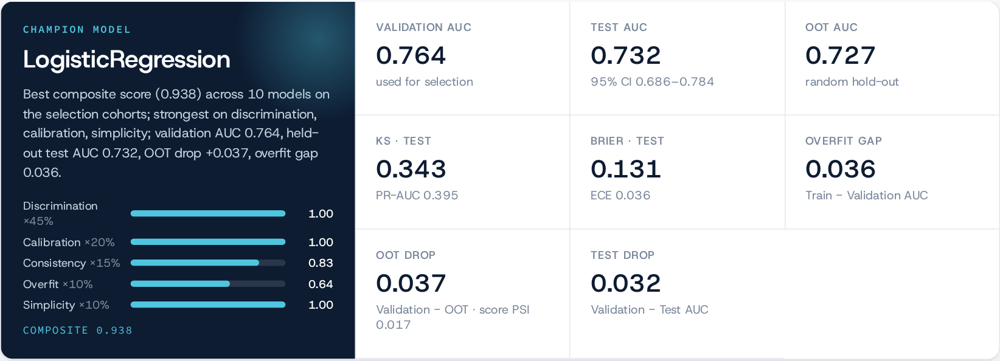 CHAMPION MODEL
LogisticRegression
Best composite score (0.938) across 10 models on
the selection cohorts; strongest on discrimination,
calibration, simplicity; validation AUC 0.764, held-
out test AUC 0.732, OOT drop +0.037, overfit gap
0.036.
Discrimination
×45%
1.00
Calibration ×20% 1.00
Consistency ×15% 0.83
Overfit ×10% 0.64
Simplicity ×10% 1.00
COMPOSITE 0.938
VALIDATION AUC
0.764
used for selection
TEST AUC
0.732
95% CI 0.686–0.784
OOT AUC
0.727
random hold-out
KS · TEST
0.343
PR-AUC 0.395
BRIER · TEST
0.131
ECE 0.036
OVERFIT GAP
0.036
Train − Validation AUC
OOT DROP
0.037
Validation − OOT · score PSI
0.017
TEST DROP
0.032
Validation − Test AUC